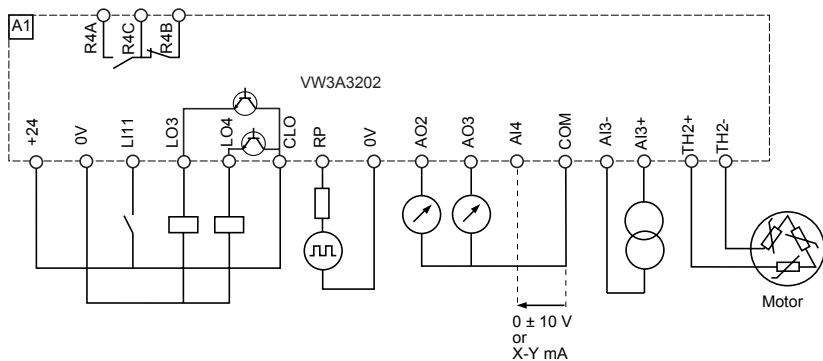 A1
R4A
R4C
R4B
VW3A3202
+24
0V
LI11
LO3
LO4
CLO
RP
0V
AO2
AO3
AI4
COM
AI3-
AI3+
TH2+
TH2-
Motor
0 ± 10 V
or
X-Y mA